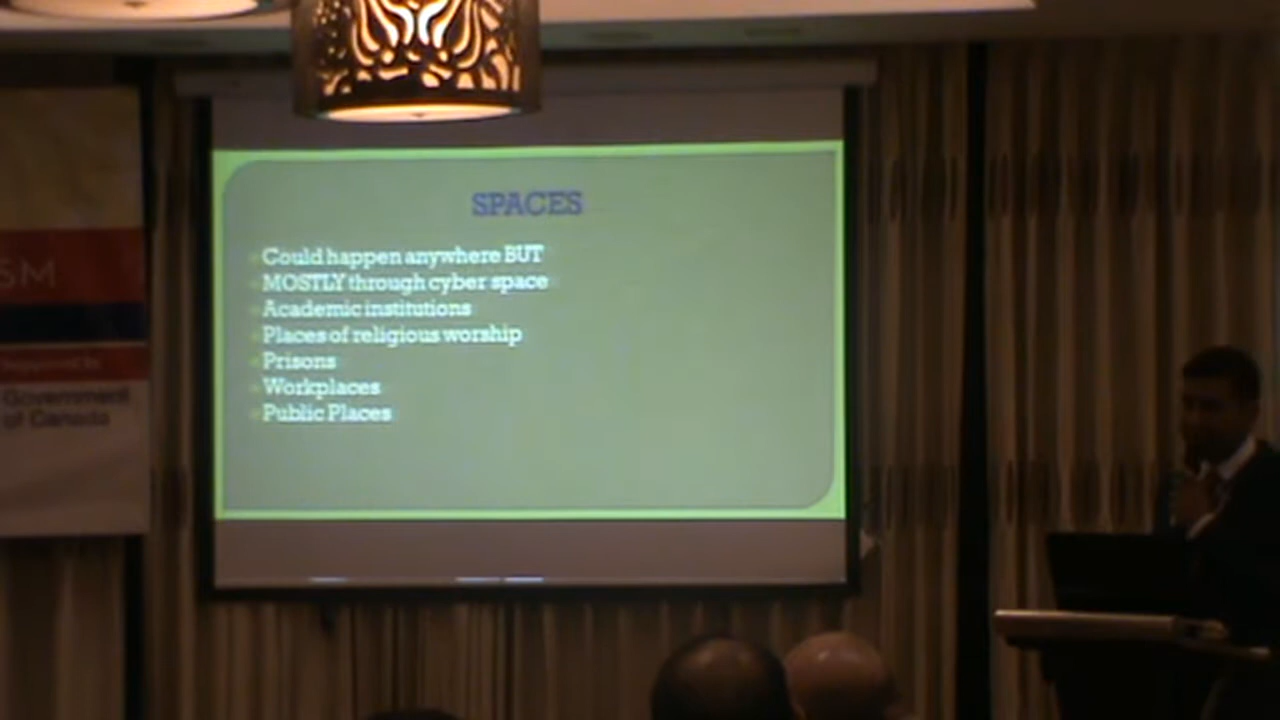 SPACES
Could happen anywhere BUT
MOSTLY through cyber space
Academic institutions
Places of religious worship
Prisons
Workplaces
Public Places
SM
Government
of Canada